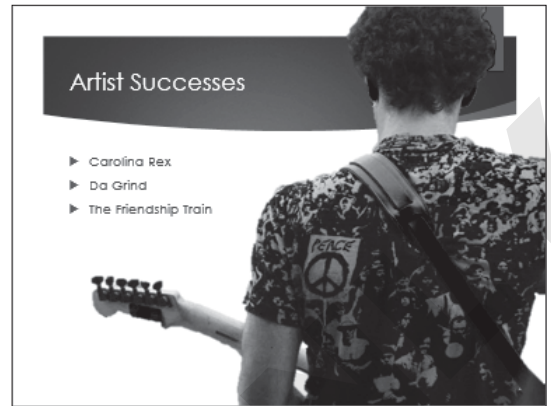 Artist Successes
Carolina Rex
Da Grind
The Friendship Train
PEACE